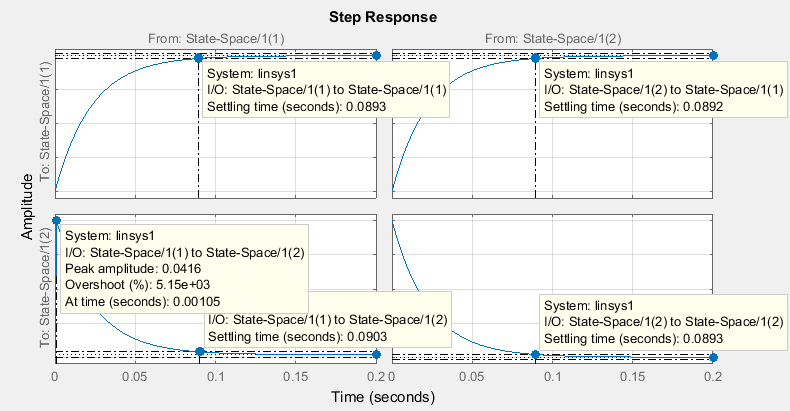 Step Response
From: State-Space/1(1)
From: State-Space/1(2)
To: State-Space/1(1)
System: linsys1
I/O: State-Space/1(1) to State-Space/1(1)
Settling time (seconds): 0.0893
System: linsys1
I/O: State-Space/1(2) to State-Space/1(1)
Settling time (seconds): 0.0892
Amplitude
To: State-Space/1(2)
System: linsys1
I/O: State-Space/1(1) to State-Space/1(2)
Peak amplitude: 0.0416
Overshoot (%): 5.15e+03
At time (seconds): 0.00105
I/O: State-Space/1(1) to State-Space/1(2)
Settling time (seconds): 0.0903
System: linsys1
I/O: State-Space/1(2) to State-Space/1(2)
Settling time (seconds): 0.0893
0 0.05 0.1 0.15 0.2 0.05 0.1 0.15 0.2
Time (seconds)